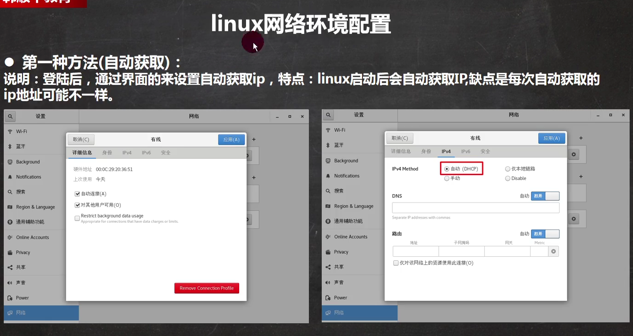 linux网络环境配置
● 第一种方法(自动获取)：
说明：登陆后，通过界面的来设置自动获取ip，特点：linux启动后会自动获取IP,缺点是每次自动获取的
ip地址可能不一样。
设置
网络
Wi-Fi
蓝牙
Background
Notifications
搜索
Region & Language
通用辅助功能
Online Accounts
Privacy
共享
声音
Power
网络
取消(C)
有线
应用(A)
详细信息 身份 IPv4 IPv6 安全
硬件地址 00:0C:29:20:36:51
上次使用 今天
自动连接(A)
对其他用户可用(O)
Restrict background data usage
Remove Connection Profile
设置
网络
Wi-Fi
蓝牙
Background
Notifications
搜索
Region & Language
通用辅助功能
Online Accounts
Privacy
共享
声音
Power
网络
取消(C)
有线
应用(A)
详细信息 身份 IPv4 IPv6 安全
IPv4 Method
自动 (DHCP)
仅本地链路
手动
Disable
DNS
自动
打开
Separate IP addresses with commas
路由
自动
打开
地址 子网掩码 网关 Metric
仅对该网络上的资源使用此连接(O)